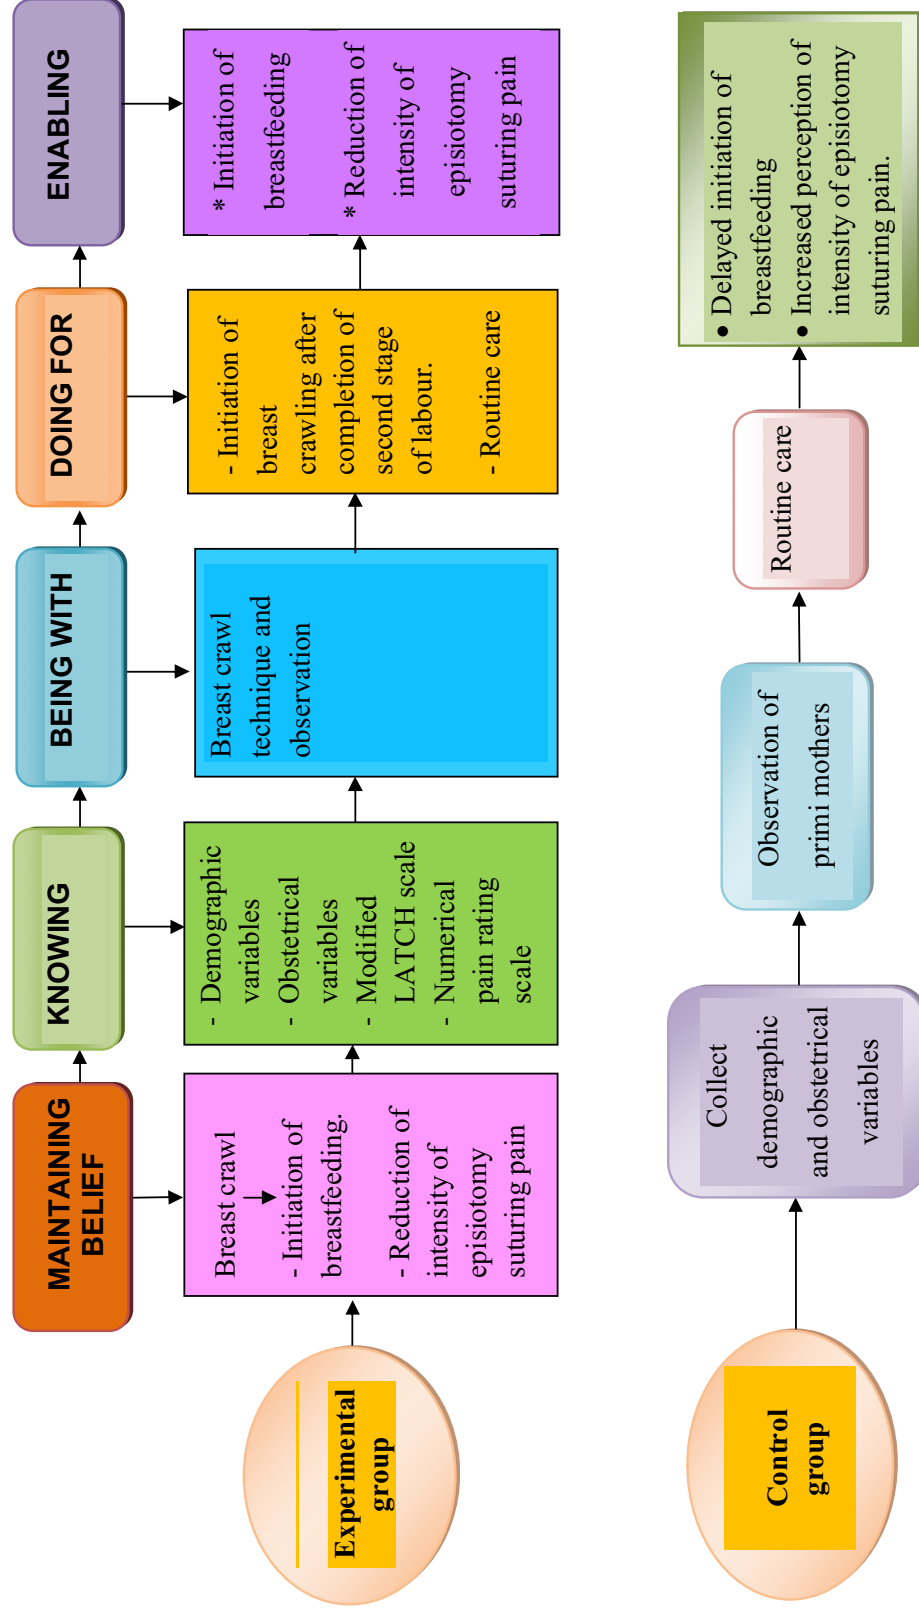 MAINTAINING
BELIEF
KNOWING
BEING WITH
DOING FOR
ENABLING
Experimental
group
Breast crawl
- Initiation of
breastfeeding.
- Reduction of
intensity of
episiotomy
suturing pain
- Demographic
variables
- Obstetrical
variables
- Modified
LATCH scale
- Numerical
pain rating
scale
Breast crawl
technique and
observation
- Initiation of
breast
crawling after
completion of
second stage
of labour.
- Routine care
* Initiation of
breastfeeding
* Reduction of
intensity of
episiotomy
suturing pain
Control
group
Collect
demographic
and obstetrical
variables
Observation of
primi mothers
Routine care
• Delayed initiation of
breastfeeding
• Increased perception of
intensity of episiotomy
suturing pain.